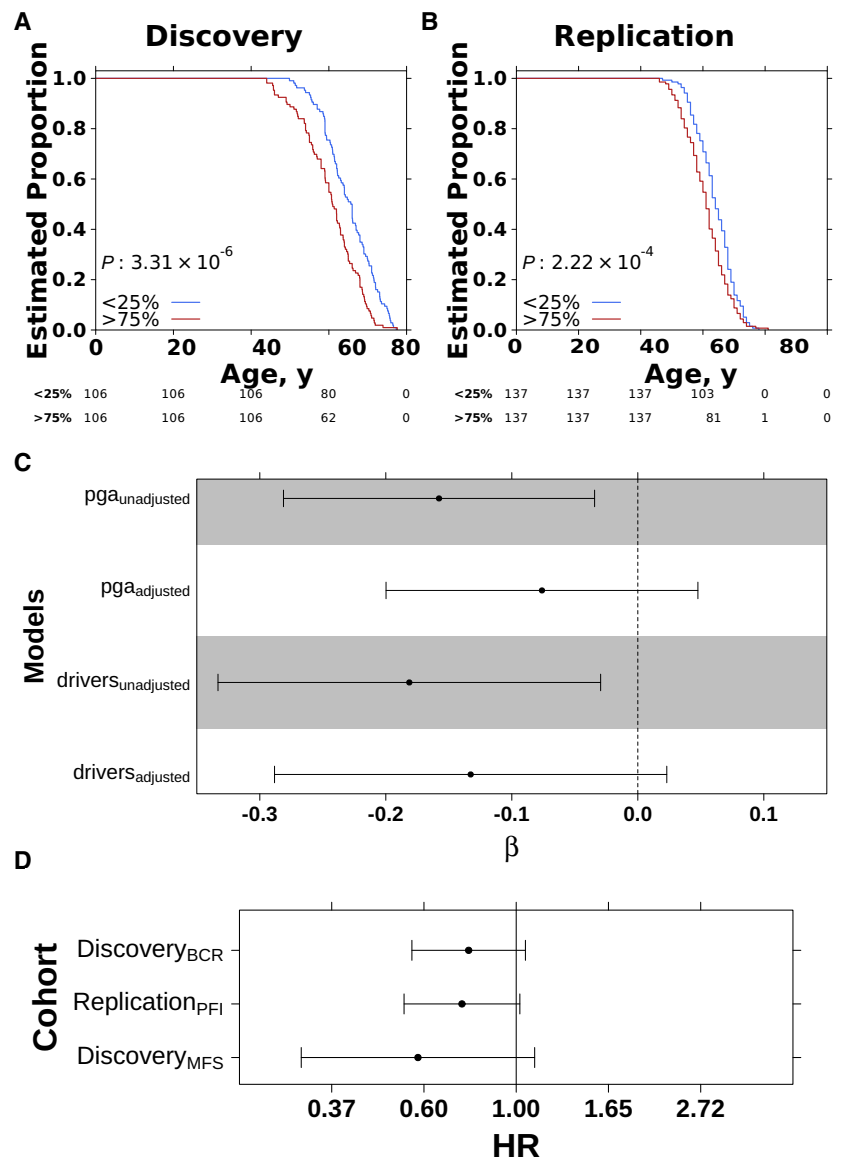 A
Discovery
Estimated Proportion
1.0
0.8
0.6
0.4
0.2
0.0
P : 3.31 × 10-6
<25%
>75%
0 20 40 60 80
Age, y
<25% 106 106 106 80 0
>75% 106 106 106 62 0
B
Replication
Estimated Proportion
1.0
0.8
0.6
0.4
0.2
0.0
P : 2.22 × 10-4
<25%
>75%
0 20 40 60 80
Age, y
<25% 137 137 137 103 0 0
>75% 137 137 137 81 1 0
C
Models
pgaunadjusted
pgaadjusted
driversunadjusted
driversadjusted
-0.3 -0.2 -0.1 0.0 0.1
β
D
Cohort
DiscoveryBCR
ReplicationPFI
DiscoveryMFS
0.37 0.60 1.00 1.65 2.72
HR